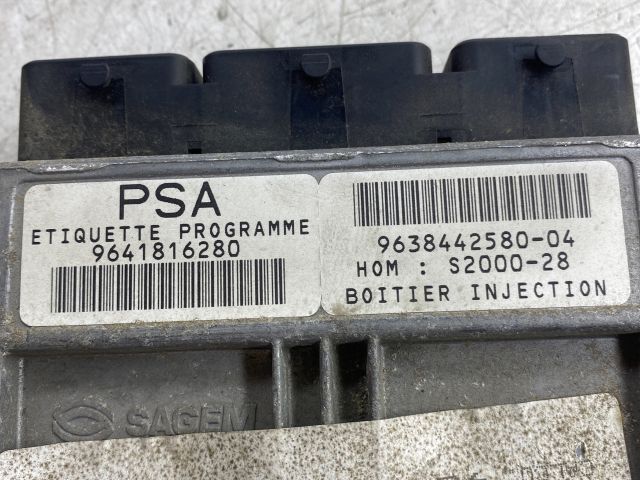 PSA
ETIQUETTE PROGRAMME
9641816280
9638442580-04
HOM : S2000-28
BOITIER INJECTION
SAGEM